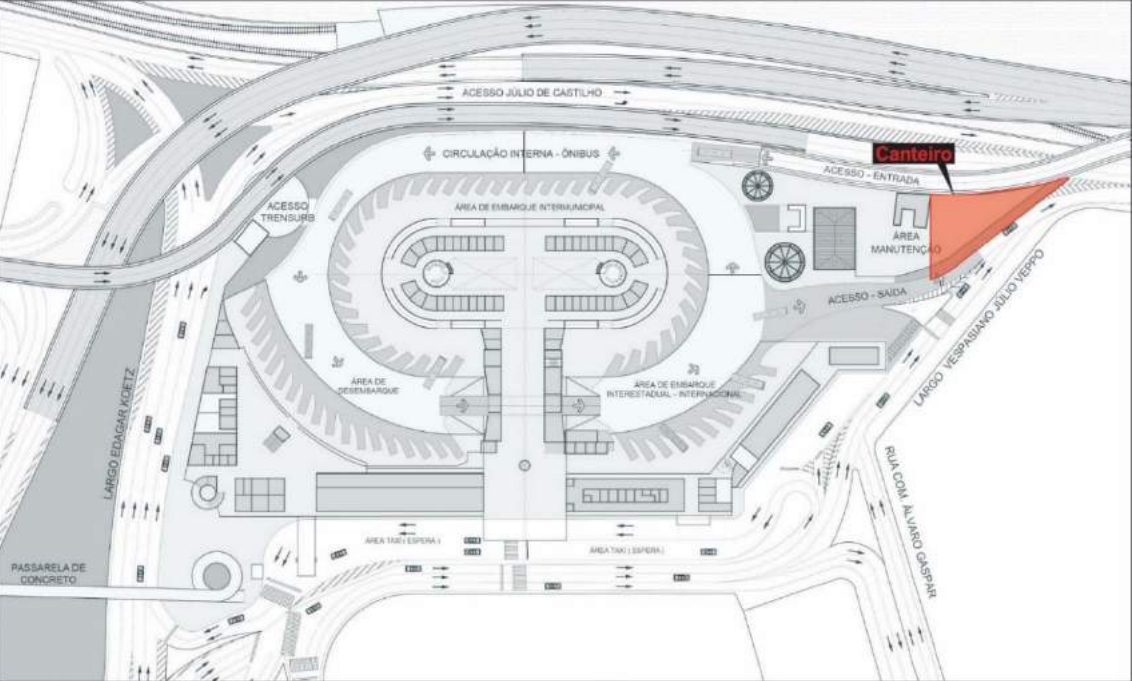 ACESSO JÚLIO DE CASTILHO
CIRCULAÇÃO INTERNA - ÔNIBUS
Canteiro
ACESSO - ENTRADA
ÁREA DE EMBARQUE INTERMUNICIPAL
ACESSO
TRENSURB
ÁREA
MANUTENÇÃO
ACESSO - SAÍDA
LARGO VESPASIANO JÚLIO VEPPO
ÁREA DE
DESEMBARQUE
ÁREA DE EMBARQUE
INTERESTADUAL - INTERNACIONAL
LARGO EDAGAR KOETZ
RUA COM. ÁLVARO GASPAR
ÁREA TAXI ( ESPERA )
ÁREA TAXI ( ESPERA )
PASSARELA DE
CONCRETO